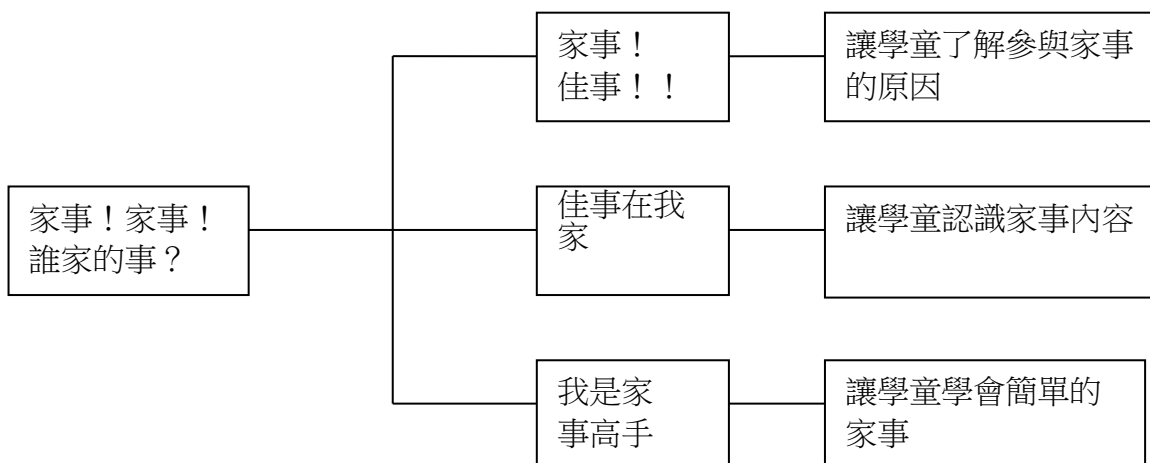 家事！
佳事！！
讓學童了解參與家事
的原因
家事！家事！
誰家的事？
佳事在我
家
讓學童認識家事內容
我是家
事高手
讓學童學會簡單的
家事